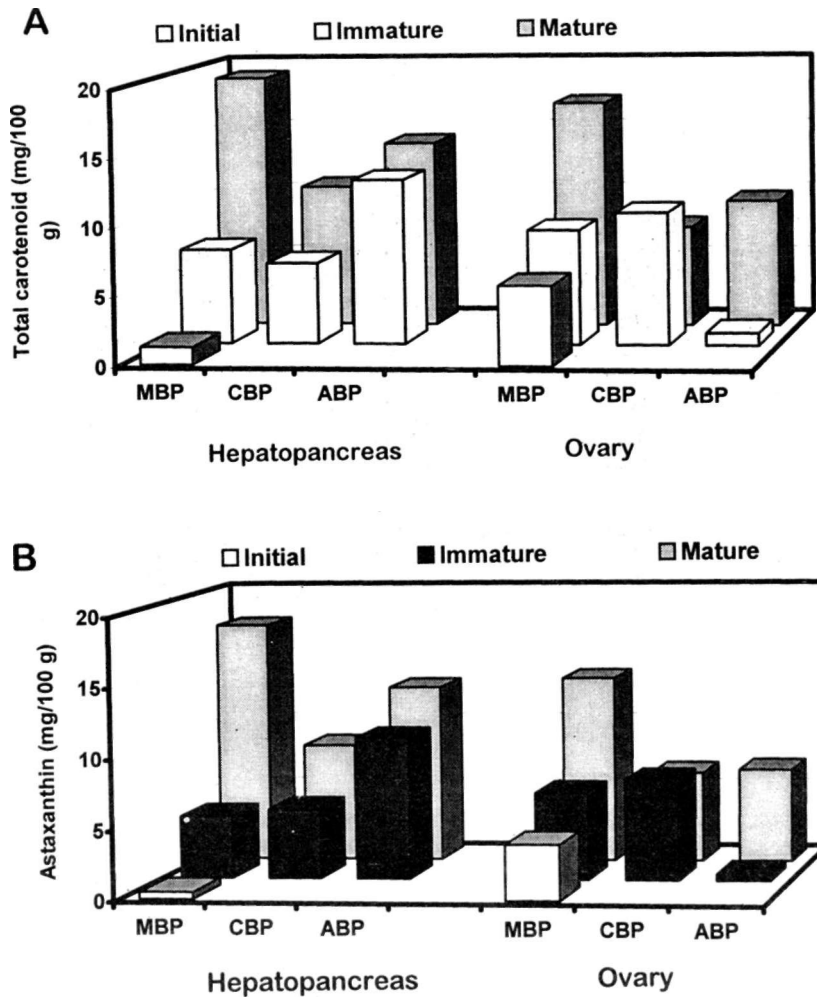 A
Initial Immature Mature
Total carotenoid (mg/100
g)
20
15
10
5
0
MBP CBP ABP MBP CBP ABP
Hepatopancreas Ovary
B
Initial Immature Mature
Astaxanthin (mg/100 g)
20
15
10
5
0
MBP CBP ABP MBP CBP ABP
Hepatopancreas Ovary